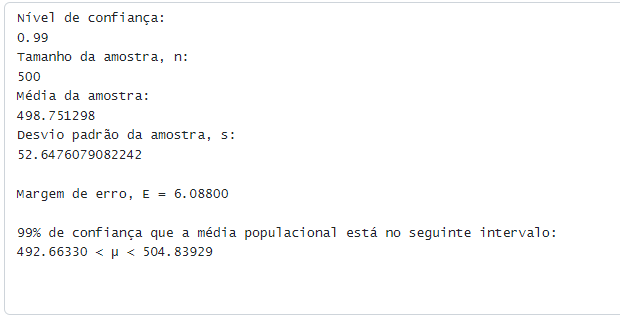 Nível de confiança:
0.99
Tamanho da amostra, n:
500
Média da amostra:
498.751298
Desvio padrão da amostra, s:
52.6476079082242
Margem de erro, E = 6.08800
99% de confiança que a média populacional está no seguinte intervalo:
492.66330 < μ < 504.83929